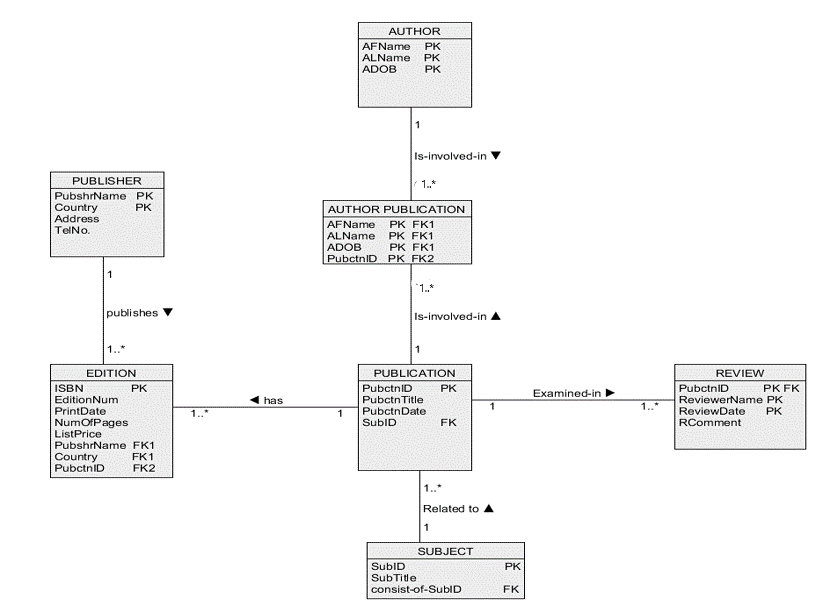 AUTHOR
AFName PK
ALName PK
ADOB PK
1
Is-involved-in ▼
1..*
PUBLISHER
PubshrName PK
Country PK
Address
TelNo.
AUTHOR PUBLICATION
AFName PK FK1
ALName PK FK1
ADOB PK FK1
PubctnID PK FK2
1
publishes ▼
1..*
1..*
Is-involved-in ▲
1
EDITION
ISBN PK
EditionNum
PrintDate
NumOfPages
ListPrice
PubshrName FK1
Country FK1
PubctnID FK2
◄ has
1..* 1
PUBLICATION
PubctnID PK
PubctnTitle
PubctnDate
SubID FK
Examined-in ►
1 1..*
REVIEW
PubctnID PK FK
ReviewerName PK
ReviewDate PK
RComment
1..*
Related to ▲
1
SUBJECT
SubID PK
SubTitle
consist-of-SubID FK